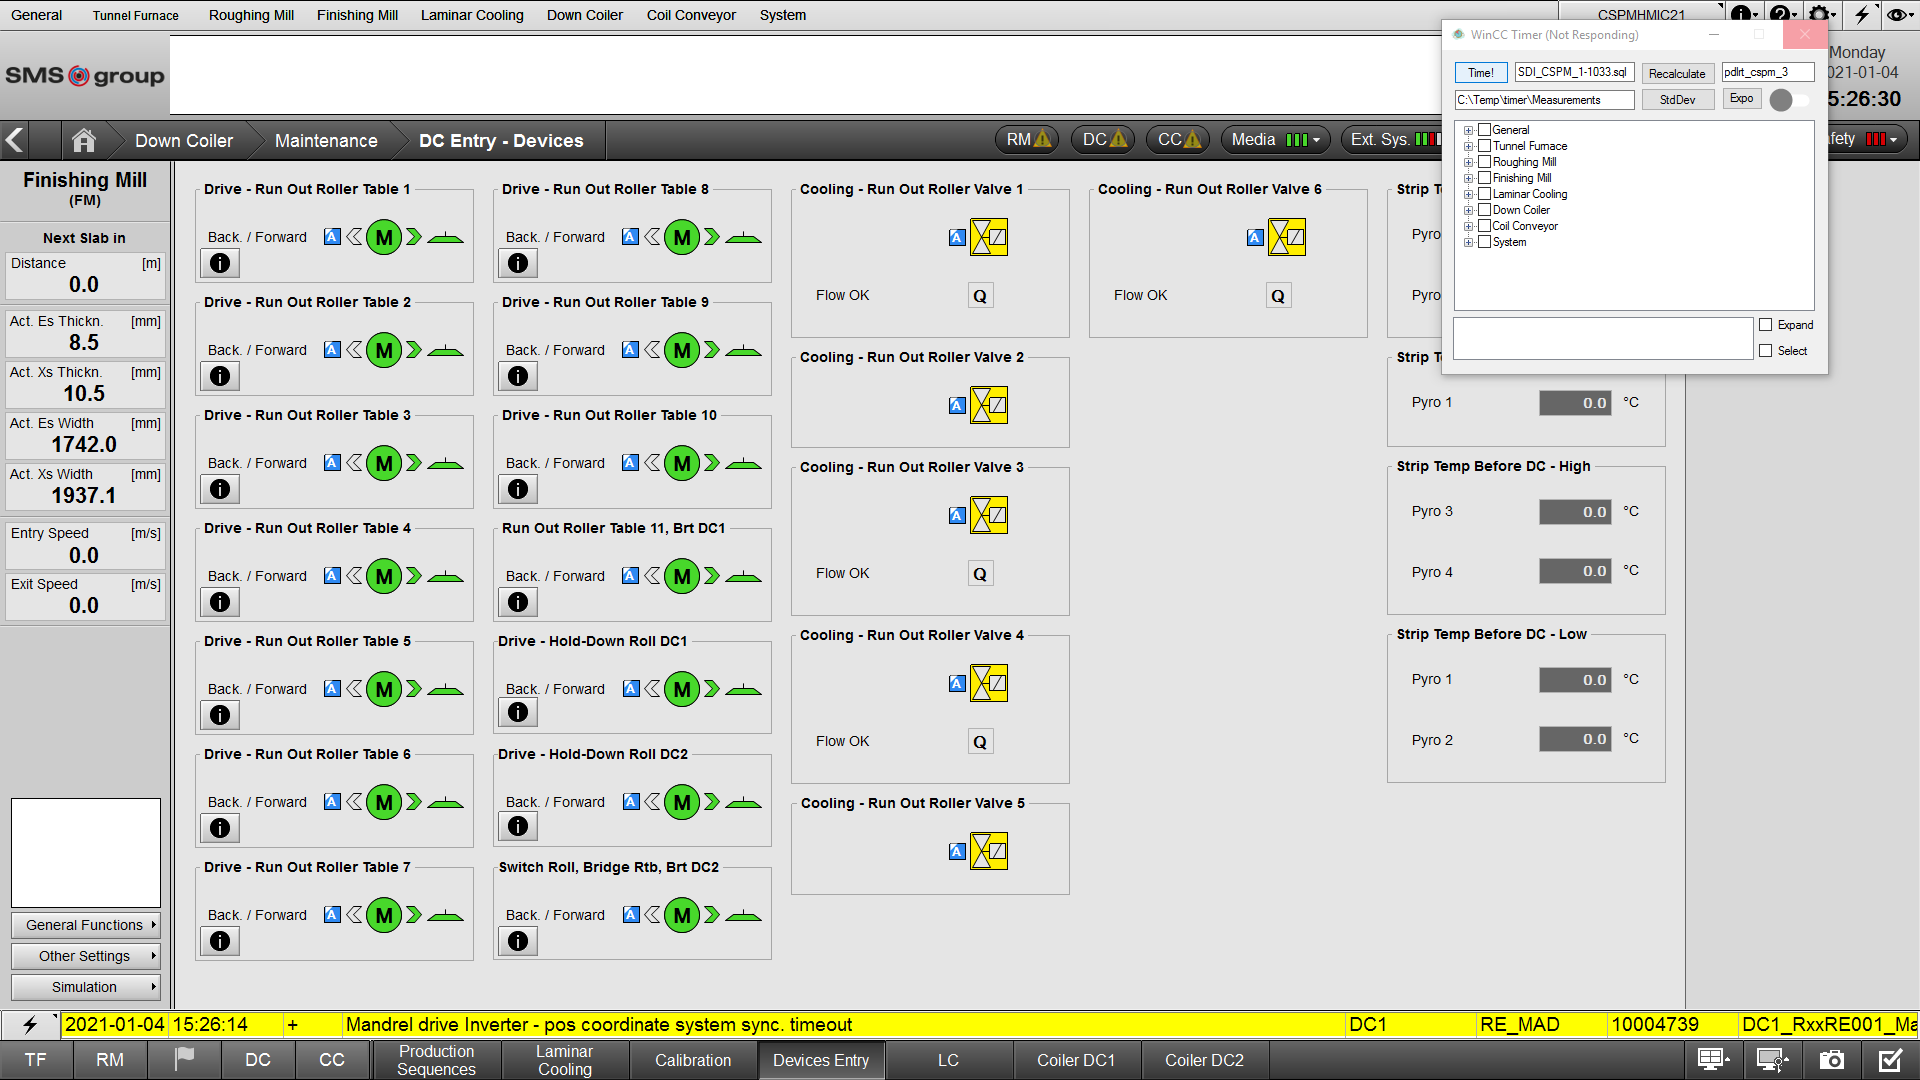 General Tunnel Furnace Roughing Mill Finishing Mill Laminar Cooling Down Coiler Coil Conveyor System CSPMHMIC21
SMS group
Monday
2021-01-04
15:26:30
WinCC Timer (Not Responding)
Time! SDI_CSPM_1-1033.sql Recalculate pdlrt_cspm_3
C:\Temp\timer\Measurements StdDev Expo
General
Tunnel Furnace
Roughing Mill
Finishing Mill
Laminar Cooling
Down Coiler
Coil Conveyor
System
Expand
Select
Down Coiler Maintenance DC Entry - Devices RM DC CC Media Ext. Sys. fety
Finishing Mill
(FM)
Next Slab in
Distance [m]
0.0
Act. Es Thickn. [mm]
8.5
Act. Xs Thickn. [mm]
10.5
Act. Es Width [mm]
1742.0
Act. Xs Width [mm]
1937.1
Entry Speed [m/s]
0.0
Exit Speed [m/s]
0.0
General Functions
Other Settings
Simulation
Drive - Run Out Roller Table 1
Back. / Forward A M
i
Drive - Run Out Roller Table 2
Back. / Forward A M
i
Drive - Run Out Roller Table 3
Back. / Forward A M
i
Drive - Run Out Roller Table 4
Back. / Forward A M
i
Drive - Run Out Roller Table 5
Back. / Forward A M
i
Drive - Run Out Roller Table 6
Back. / Forward A M
i
Drive - Run Out Roller Table 7
Back. / Forward A M
i
Drive - Run Out Roller Table 8
Back. / Forward A M
i
Drive - Run Out Roller Table 9
Back. / Forward A M
i
Drive - Run Out Roller Table 10
Back. / Forward A M
i
Run Out Roller Table 11, Brt DC1
Back. / Forward A M
i
Drive - Hold-Down Roll DC1
Back. / Forward A M
i
Drive - Hold-Down Roll DC2
Back. / Forward A M
i
Switch Roll, Bridge Rtb, Brt DC2
Back. / Forward A M
i
Cooling - Run Out Roller Valve 1
A
Flow OK Q
Cooling - Run Out Roller Valve 2
A
Cooling - Run Out Roller Valve 3
A
Flow OK Q
Cooling - Run Out Roller Valve 4
A
Flow OK Q
Cooling - Run Out Roller Valve 5
A
Cooling - Run Out Roller Valve 6
A
Flow OK Q
Strip T
Pyro
Pyro
Strip T
Pyro 1 0.0 °C
Strip Temp Before DC - High
Pyro 3 0.0 °C
Pyro 4 0.0 °C
Strip Temp Before DC - Low
Pyro 1 0.0 °C
Pyro 2 0.0 °C
2021-01-04 15:26:14 + Mandrel drive Inverter - pos coordinate system sync. timeout DC1 RE_MAD 10004739 DC1_RxxRE001_Ma
TF RM DC CC Production Sequences Laminar Cooling Calibration Devices Entry LC Coiler DC1 Coiler DC2